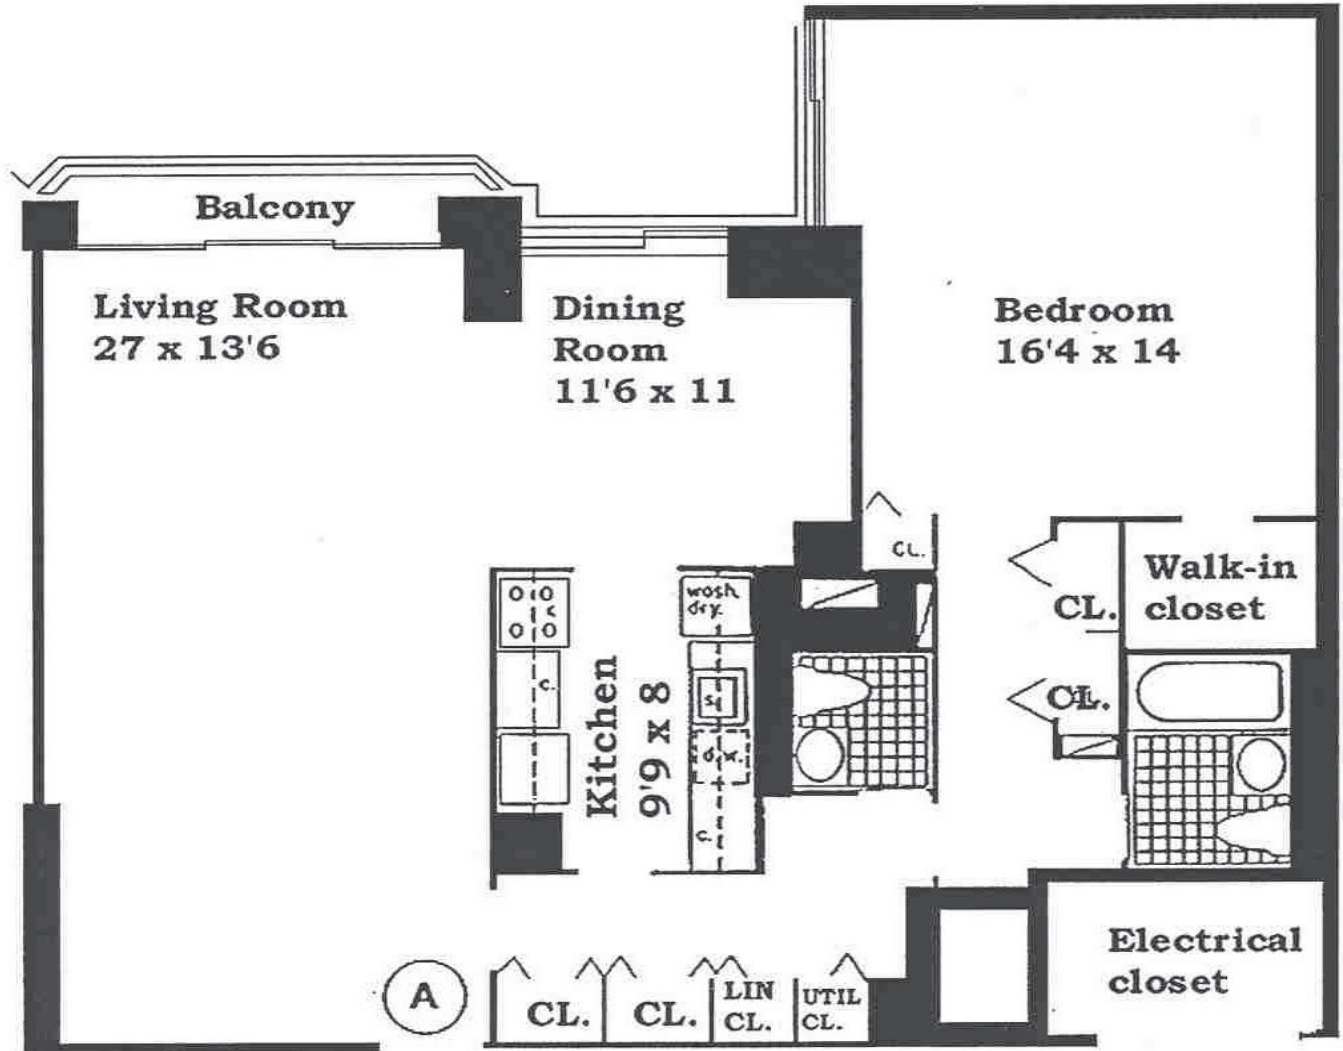 Balcony
Living Room
27 x 13'6
Dining
Room
11'6 x 11
Bedroom
16'4 x 14
CL.
Walk-in
closet
CL.
CL.
wash
dry.
Kitchen
9'9 x 8
C.
S.
d.w.
C.
A
CL.
CL.
LIN
CL.
UTIL
CL.
Electrical
closet